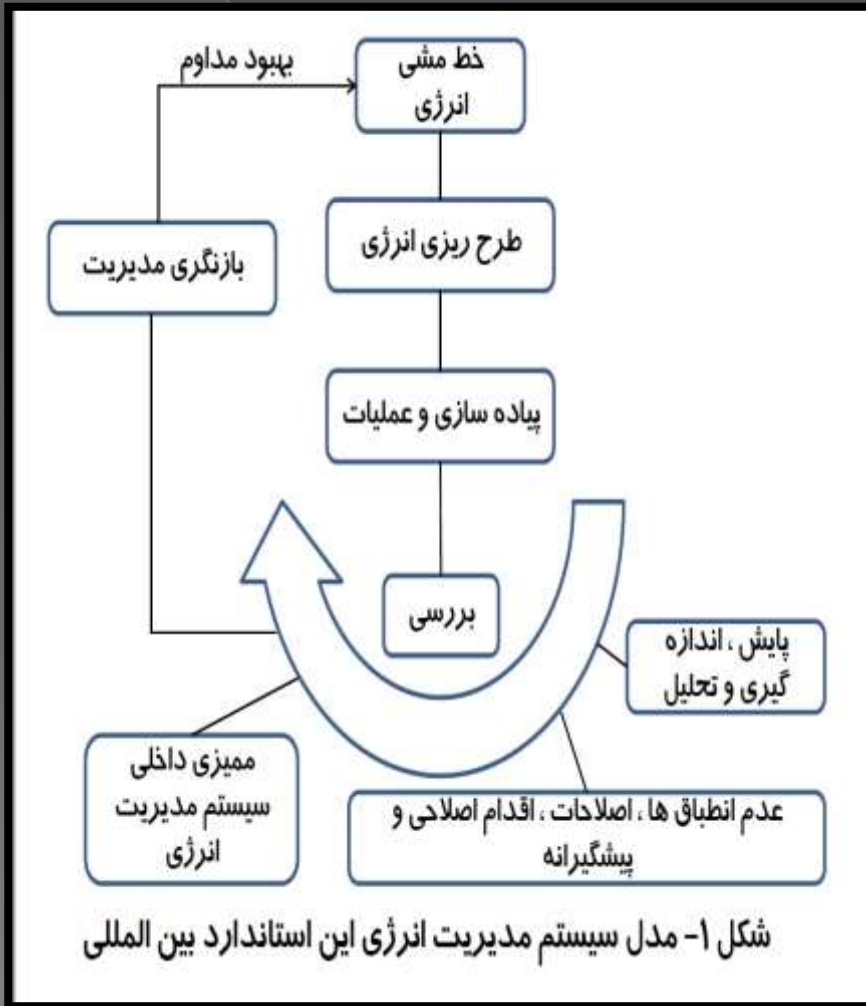 بهبود مداوم
خط مشی
انرژی
طرح ریزی انرژی
بازنگری مدیریت
پیاده سازی و عملیات
بررسی
پایش ، اندازه
گیری و تحلیل
ممیزی داخلی
سیستم مدیریت
انرژی
عدم انطباق ها ، اصلاحات ، اقدام اصلاحی و
پیشگیرانه
شکل ۱- مدل سیستم مدیریت انرژی این استاندارد بین المللی